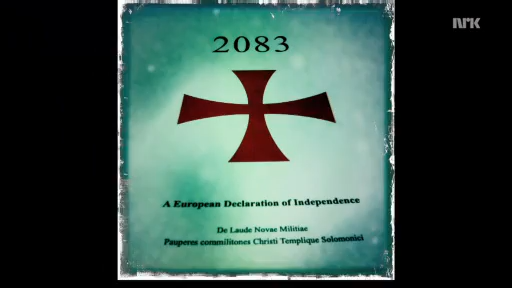 NRK
2083
A European Declaration of Independence
De Laude Novae Militiae
Pauperes commilitones Christi Templique Solomonici